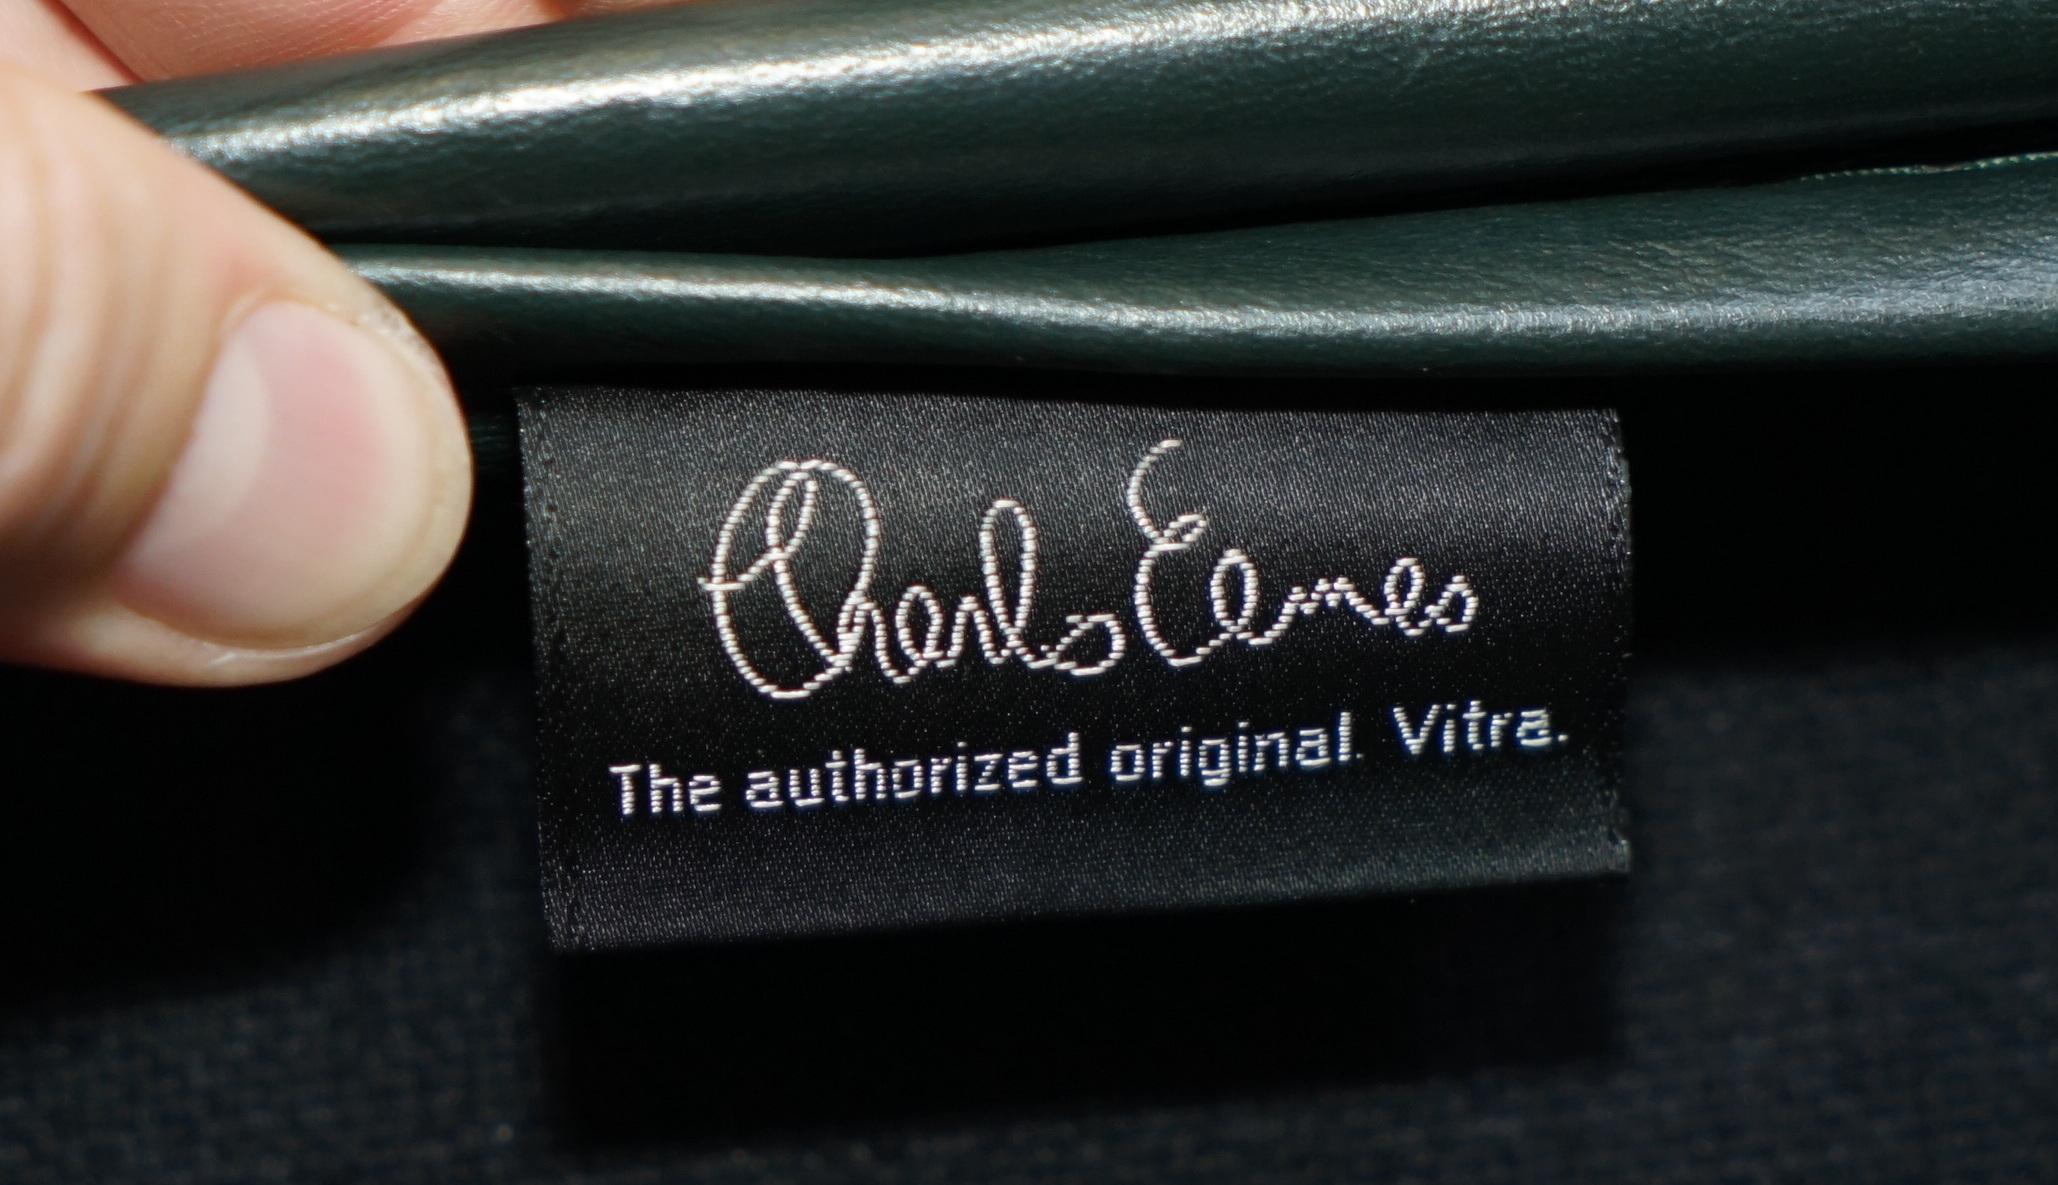 Charles Eames
The authorized original. Vitra.